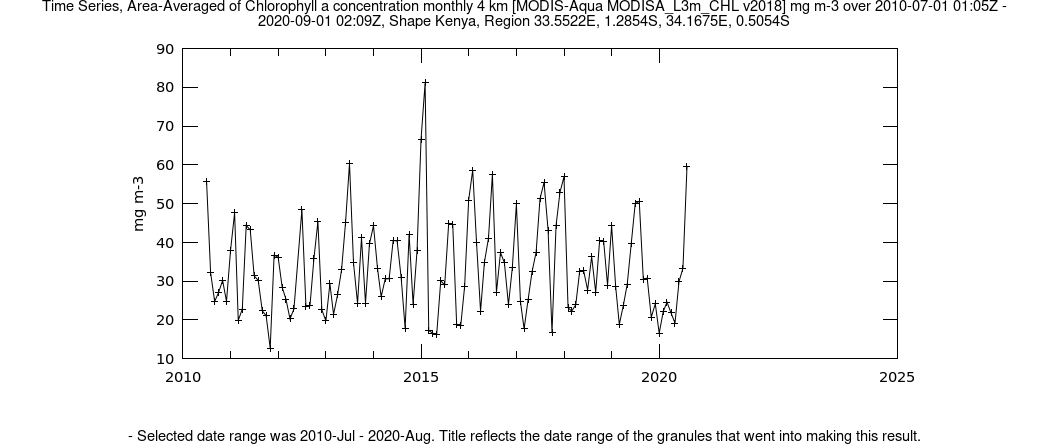 Time Series, Area-Averaged of Chlorophyll a concentration monthly 4 km [MODIS-Aqua MODISA_L3m_CHL v2018] mg m-3 over 2010-07-01 01:05Z -
2020-09-01 02:09Z, Shape Kenya, Region 33.5522E, 1.2854S, 34.1675E, 0.5054S
90
80
70
60
50
40
30
20
10
mg m-3
2010 2015 2020 2025
- Selected date range was 2010-Jul - 2020-Aug. Title reflects the date range of the granules that went into making this result.